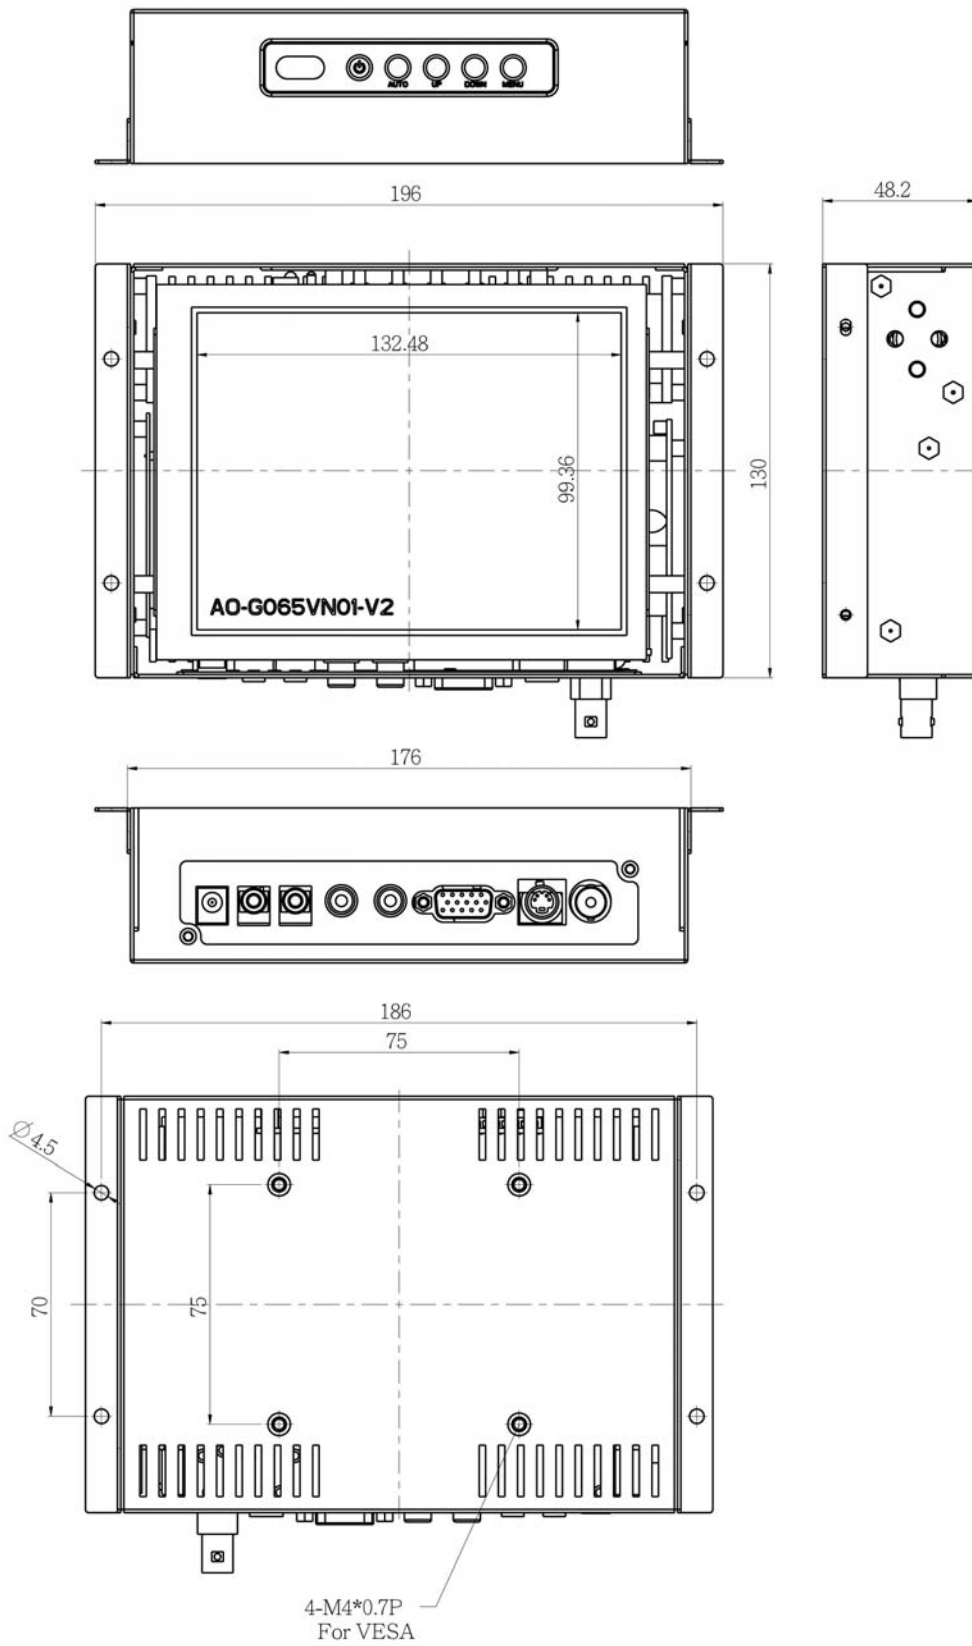 AUTO UP DOWN MENU
196
48.2
132.48
99.36
130
AO-G065VN01-V2
176
186
75
Ø4.5
70
75
4-M4*0.7P
For VESA